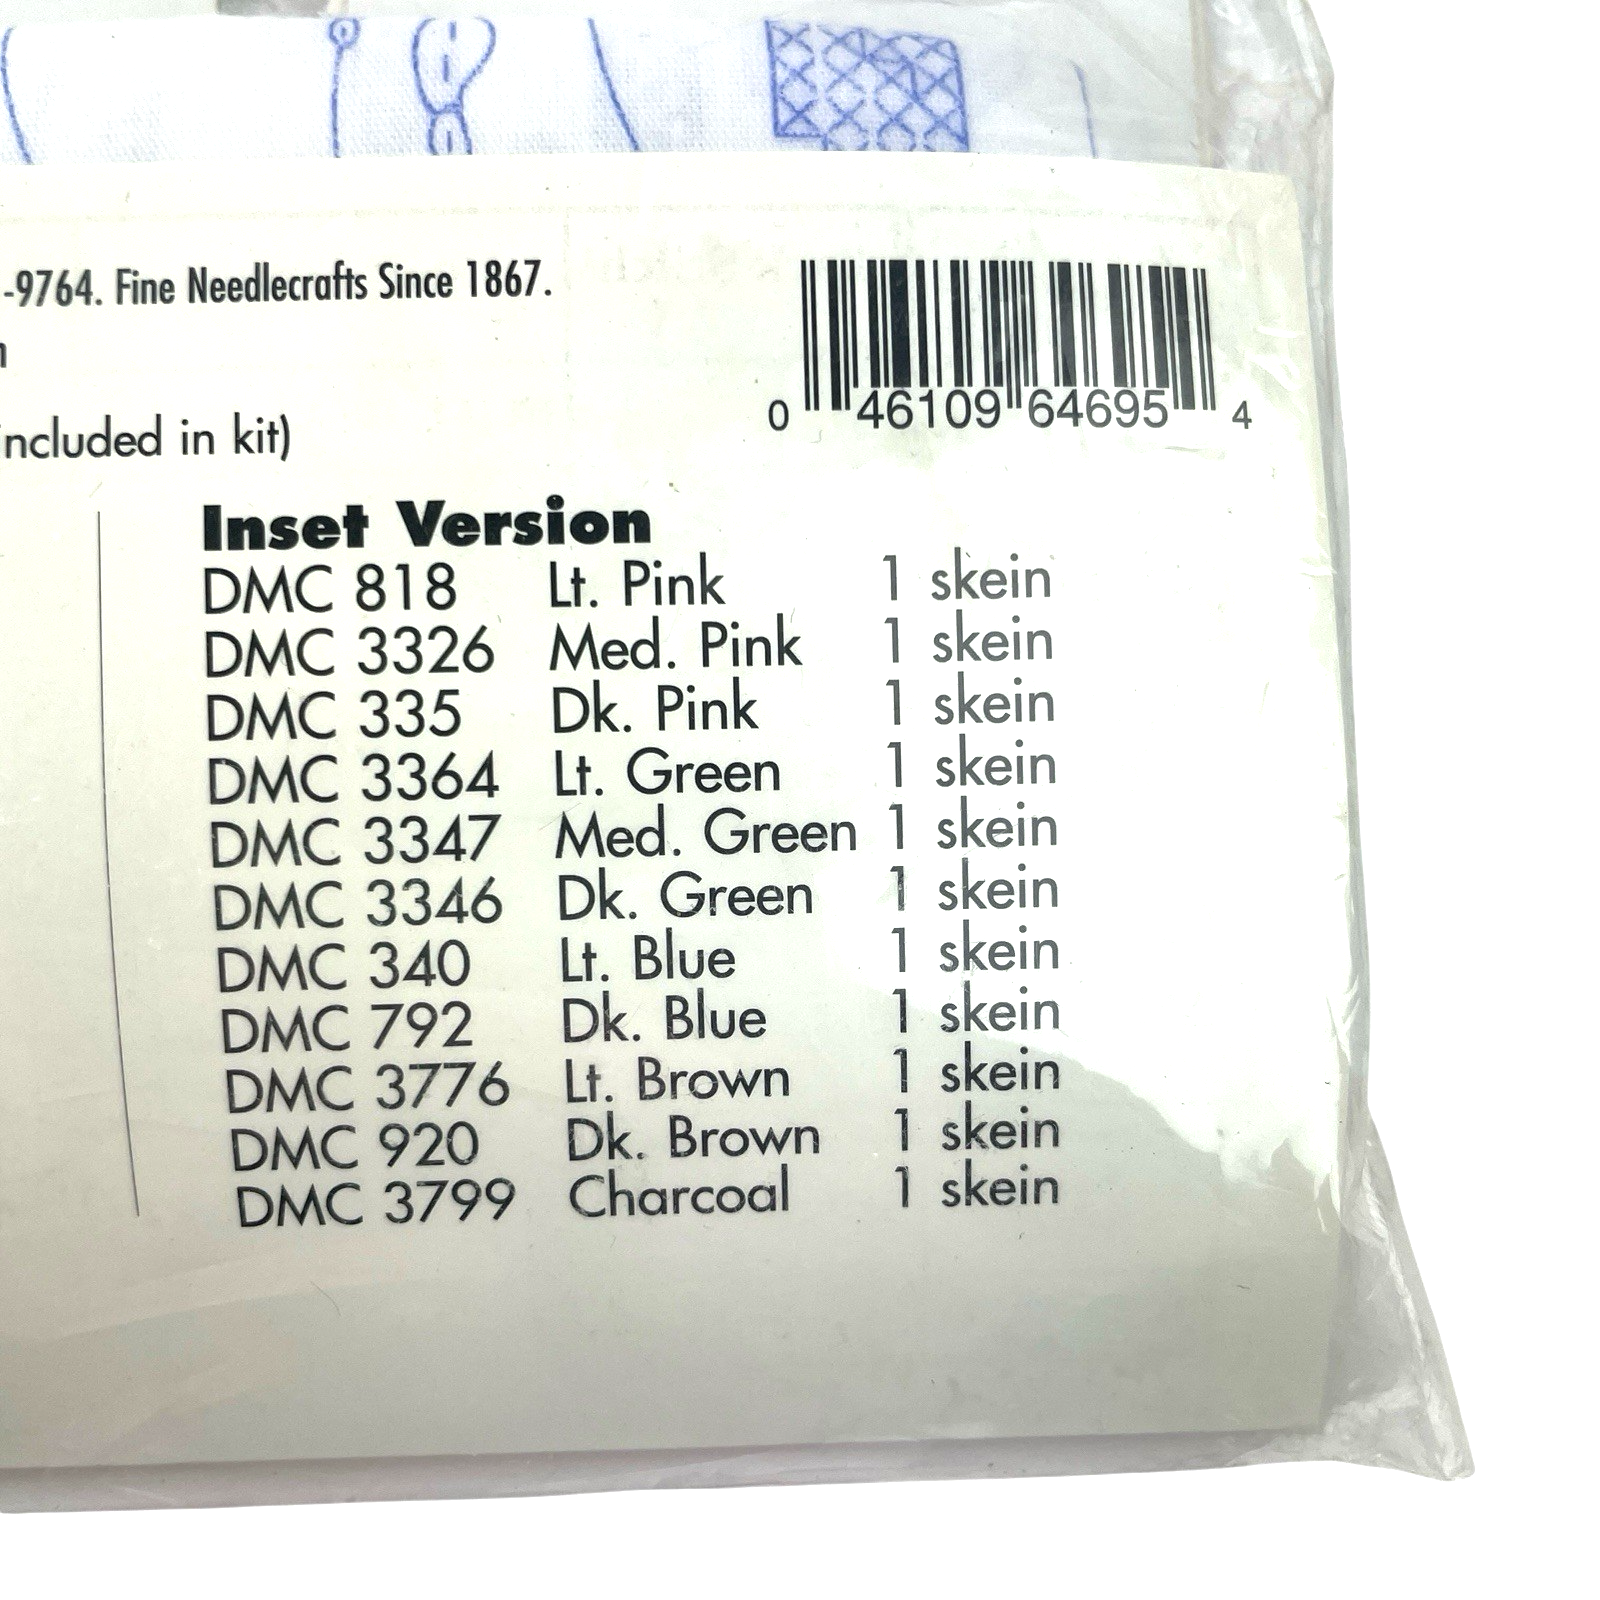 -9764. Fine Needlecrafts Since 1867.
0 46109 64695 4
included in kit)
Inset Version
DMC 818 Lt. Pink 1 skein
DMC 3326 Med. Pink 1 skein
DMC 335 Dk. Pink 1 skein
DMC 3364 Lt. Green 1 skein
DMC 3347 Med. Green 1 skein
DMC 3346 Dk. Green 1 skein
DMC 340 Lt. Blue 1 skein
DMC 792 Dk. Blue 1 skein
DMC 3776 Lt. Brown 1 skein
DMC 920 Dk. Brown 1 skein
DMC 3799 Charcoal 1 skein